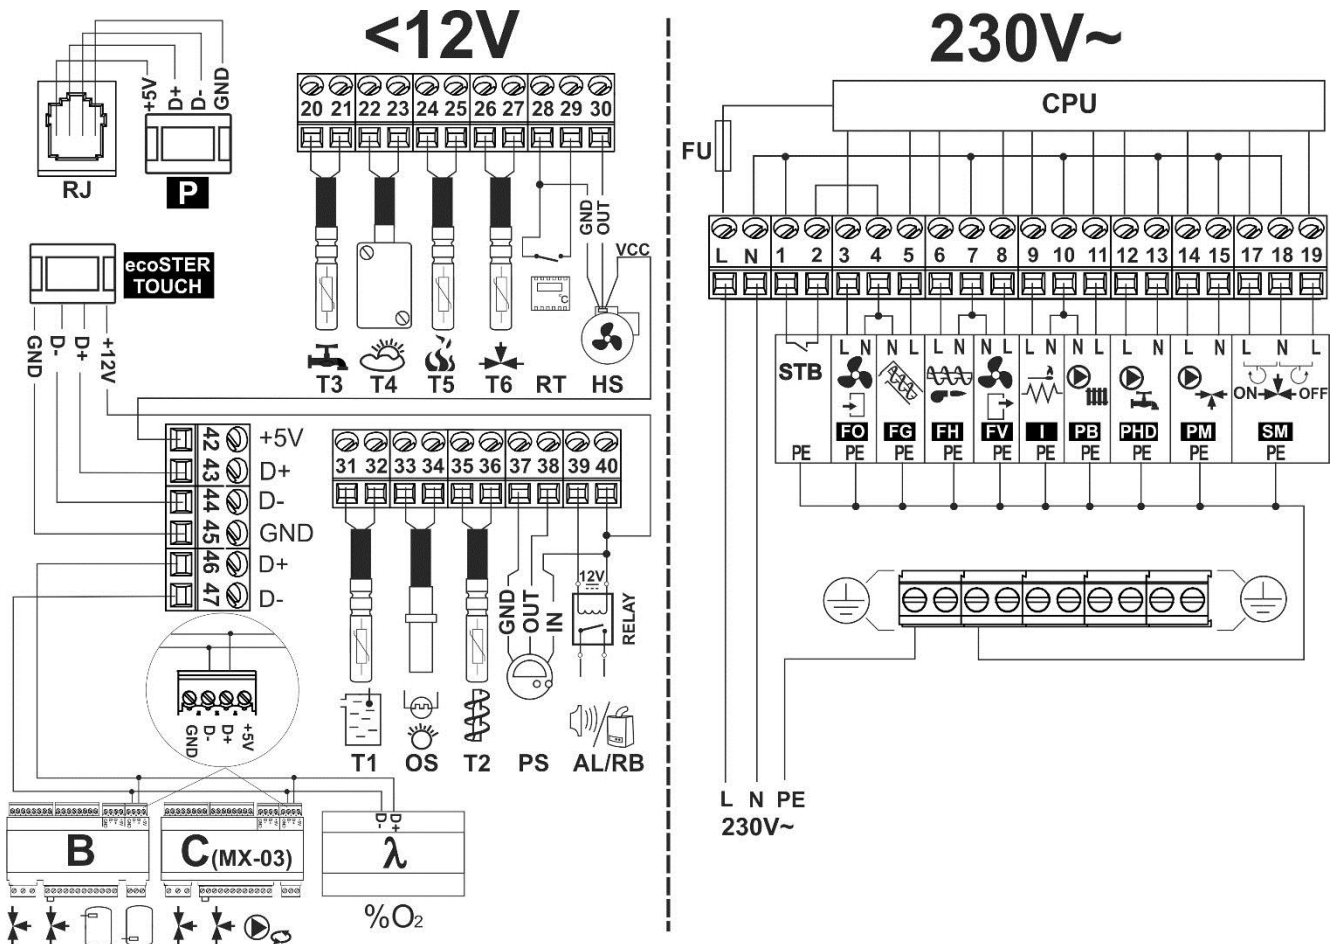 <12V
230V~
+5V
D+
D-
GND
RJ
P
ecoSTER
TOUCH
GND
D-
D+
+12V
20 21 22 23 24 25 26 27 28 29 30
GND
OUT
VCC
°C
T3 T4 T5 T6 RT HS
42 +5V
43 D+
44 D-
45 GND
46 D+
47 D-
31 32 33 34 35 36 37 38 39 40
GND
OUT
IN
12V
RELAY
T1 OS T2 PS AL/RB
GND
D-
D+
+5V
D-
D+
B
C(MX-03)
λ
%O2
CPU
FU
L N 1 2 3 4 5 6 7 8 9 10 11 12 13 14 15 17 18 19
L N L L N L L N L L N L N L N L
STB
ON OFF
FO FG FH FV I PB PHD PM SM
PE PE PE PE PE PE PE PE PE PE
L N PE
230V~